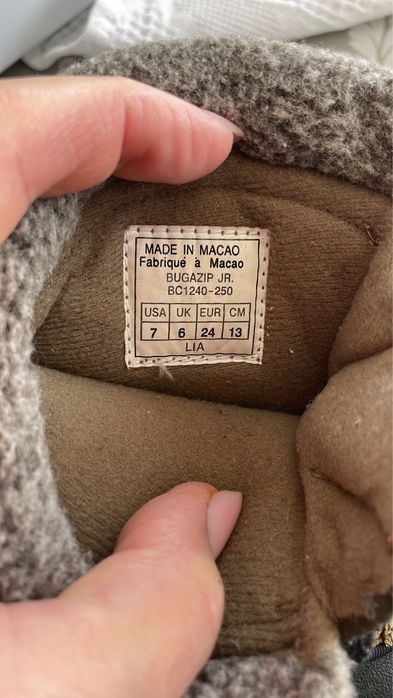 MADE IN MACAO
Fabriqué à Macao
BUGAZIP JR.
BC1240-250
USA UK EUR CM
7 6 24 13
LIA